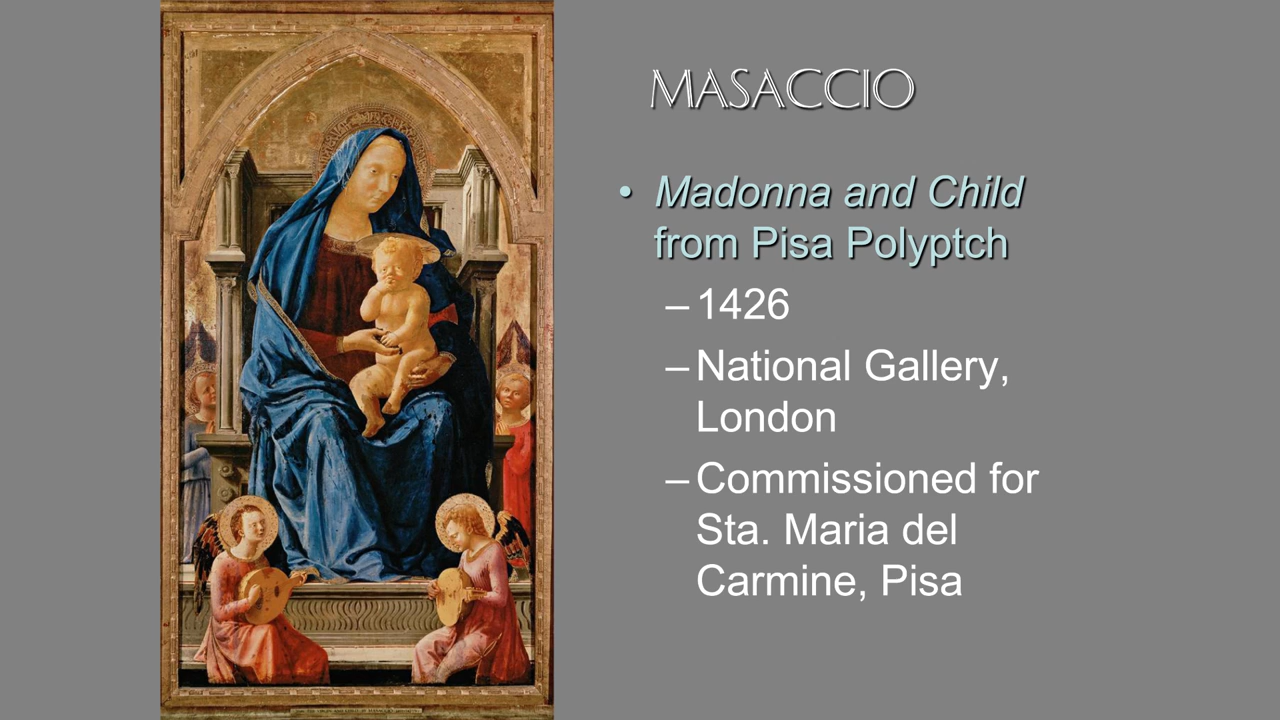 MASACCIO
• Madonna and Child
from Pisa Polyptch
–1426
–National Gallery,
London
–Commissioned for
Sta. Maria del
Carmine, Pisa